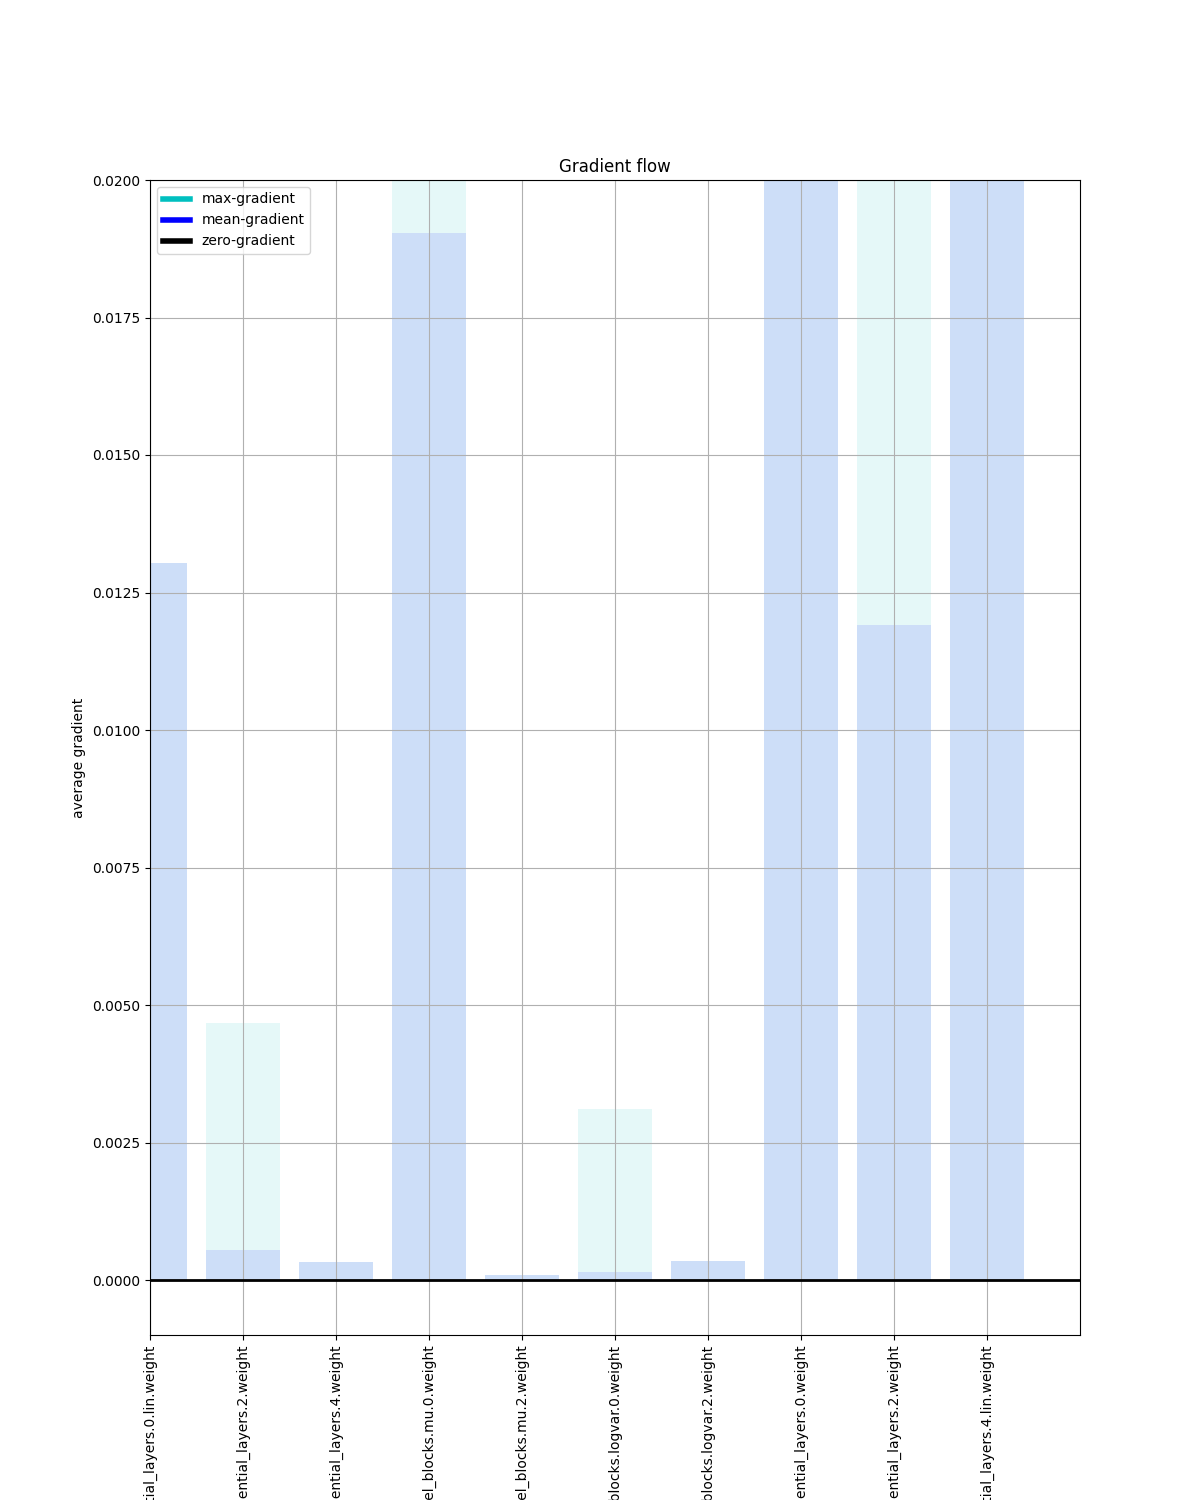 Gradient flow
max-gradient
mean-gradient
zero-gradient
0.0200
0.0175
0.0150
0.0125
0.0100
0.0075
0.0050
0.0025
0.0000
average gradient
tial_layers.0.lin.weight
ential_layers.2.weight
ential_layers.4.weight
el_blocks.mu.0.weight
el_blocks.mu.2.weight
blocks.logvar.0.weight
blocks.logvar.2.weight
ential_layers.0.weight
ential_layers.2.weight
tial_layers.4.lin.weight